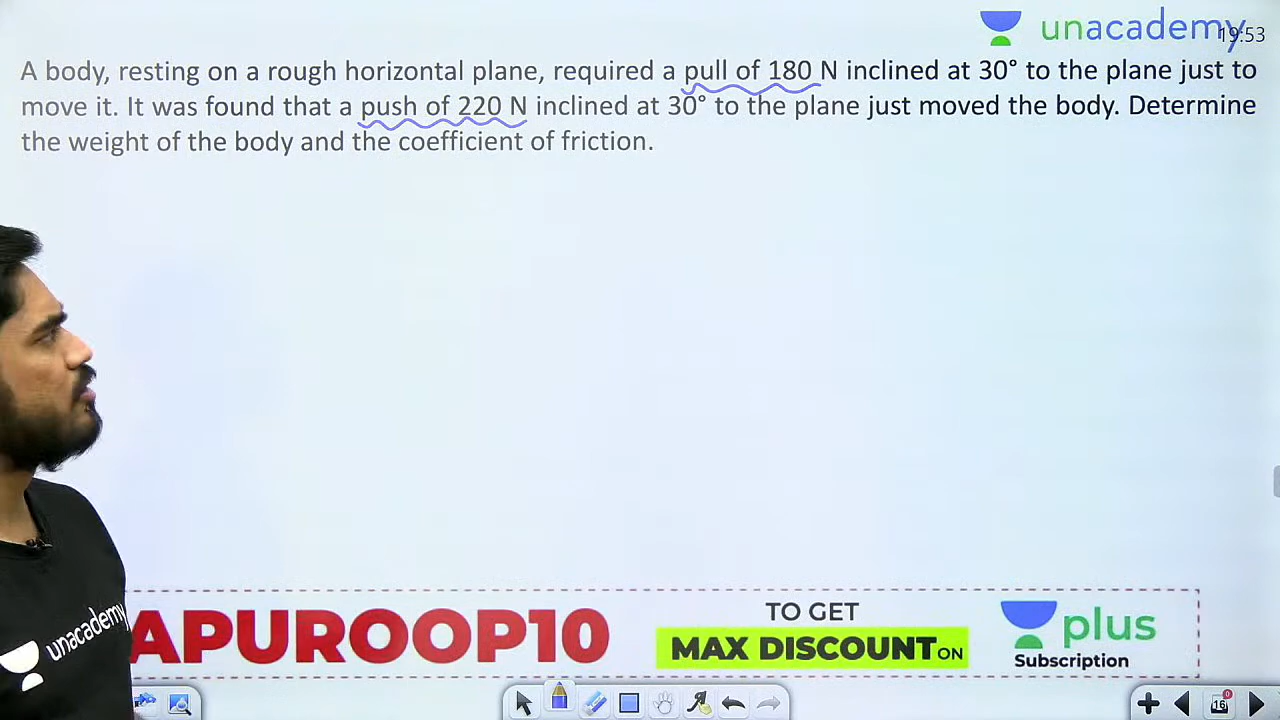 unacademy
19:53
A body, resting on a rough horizontal plane, required a pull of 180 N inclined at 30° to the plane just to
move it. It was found that a push of 220 N inclined at 30° to the plane just moved the body. Determine
the weight of the body and the coefficient of friction.
unacademy
APUROOP10
TO GET
MAX DISCOUNT ON
plus
Subscription
16
0